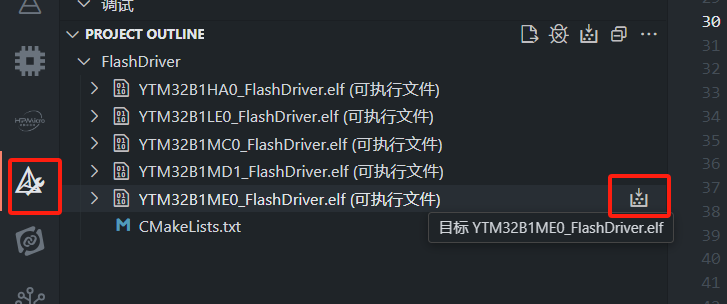 调试
PROJECT OUTLINE
FlashDriver
YTM32B1HA0_FlashDriver.elf (可执行文件)
YTM32B1LE0_FlashDriver.elf (可执行文件)
YTM32B1MC0_FlashDriver.elf (可执行文件)
YTM32B1MD1_FlashDriver.elf (可执行文件)
YTM32B1ME0_FlashDriver.elf (可执行文件)
目标 YTM32B1ME0_FlashDriver.elf
CMakeLists.txt
30
31
32
33
34
35
36
37
38
39
40
41
42